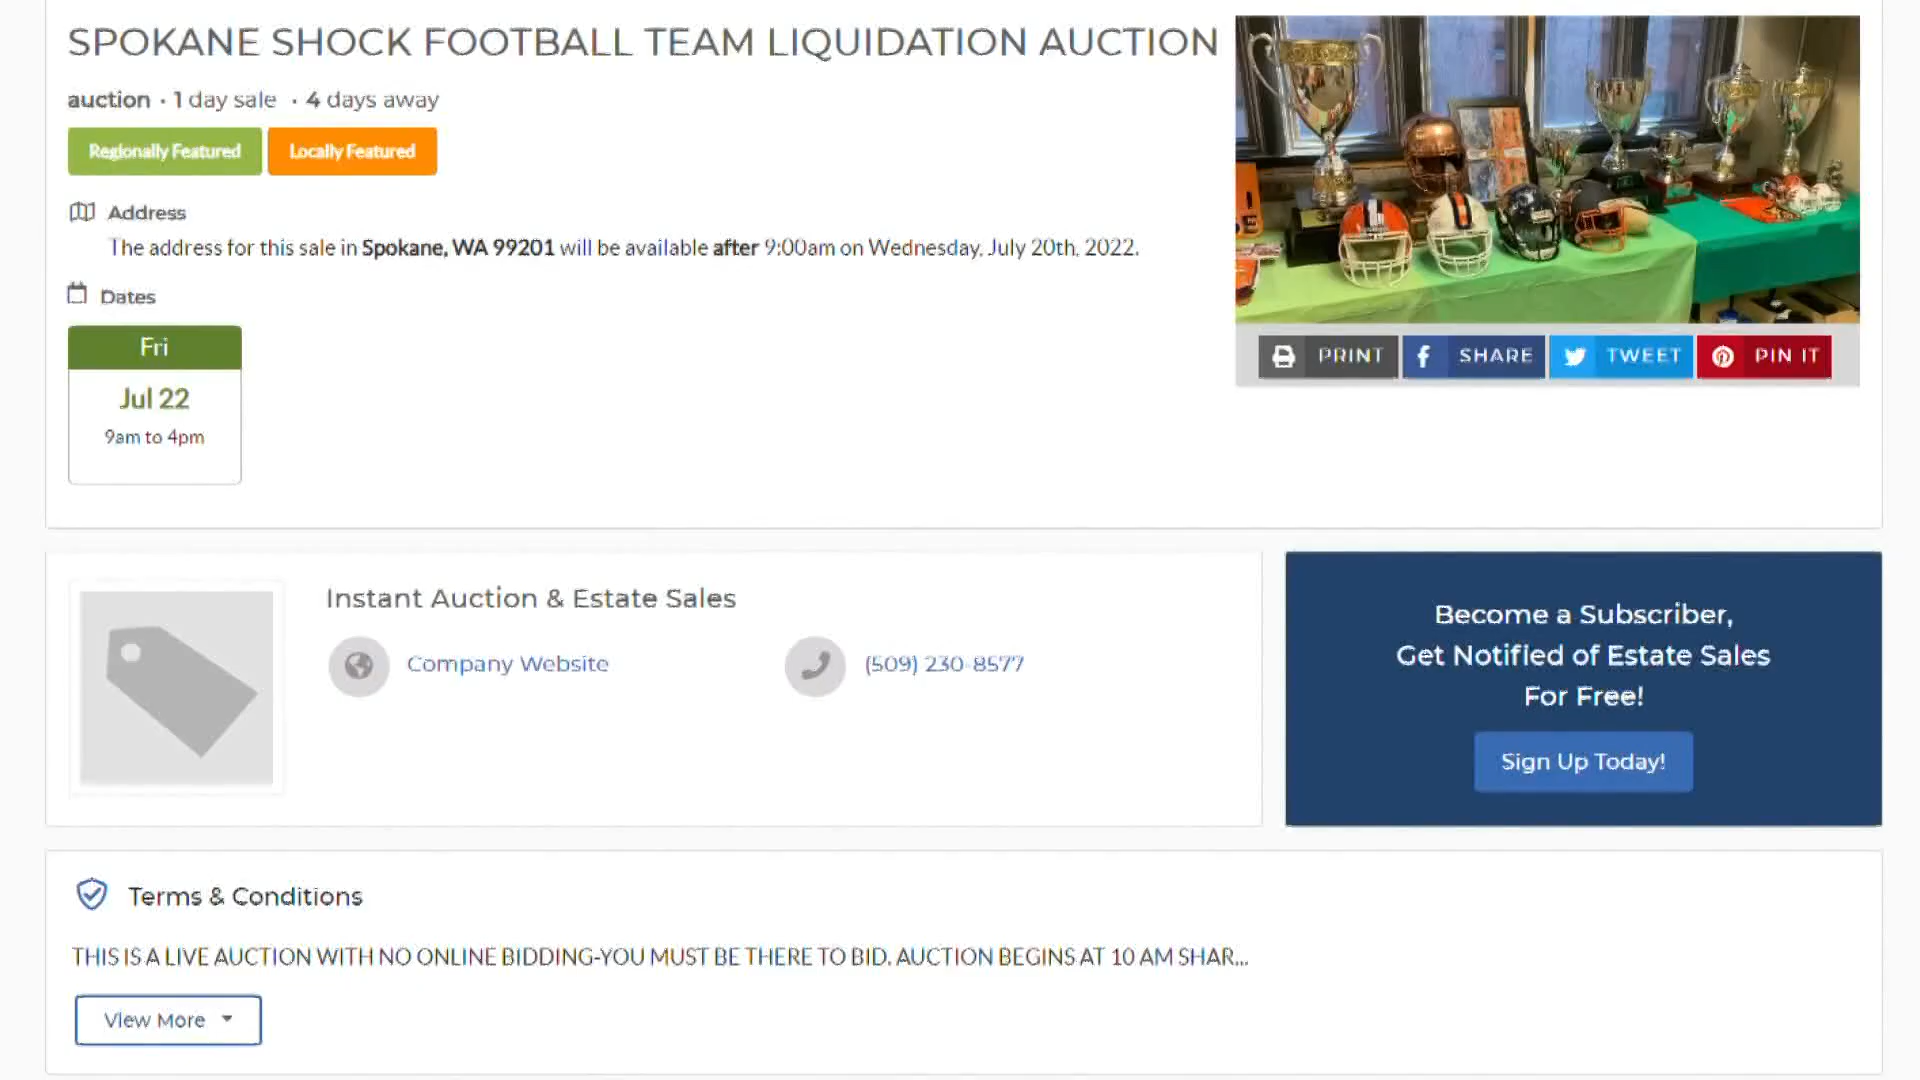 SPOKANE SHOCK FOOTBALL TEAM LIQUIDATION AUCTION
auction · 1 day sale · 4 days away
Regionally Featured
Locally Featured
Address
The address for this sale in Spokane, WA 99201 will be available after 9:00am on Wednesday, July 20th, 2022.
Dates
Fri
Jul 22
9am to 4pm
PRINT
SHARE
TWEET
PIN IT
Instant Auction & Estate Sales
Company Website
(509) 230-8577
Become a Subscriber,
Get Notified of Estate Sales
For Free!
Sign Up Today!
Terms & Conditions
THIS IS A LIVE AUCTION WITH NO ONLINE BIDDING-YOU MUST BE THERE TO BID. AUCTION BEGINS AT 10 AM SHAR...
View More